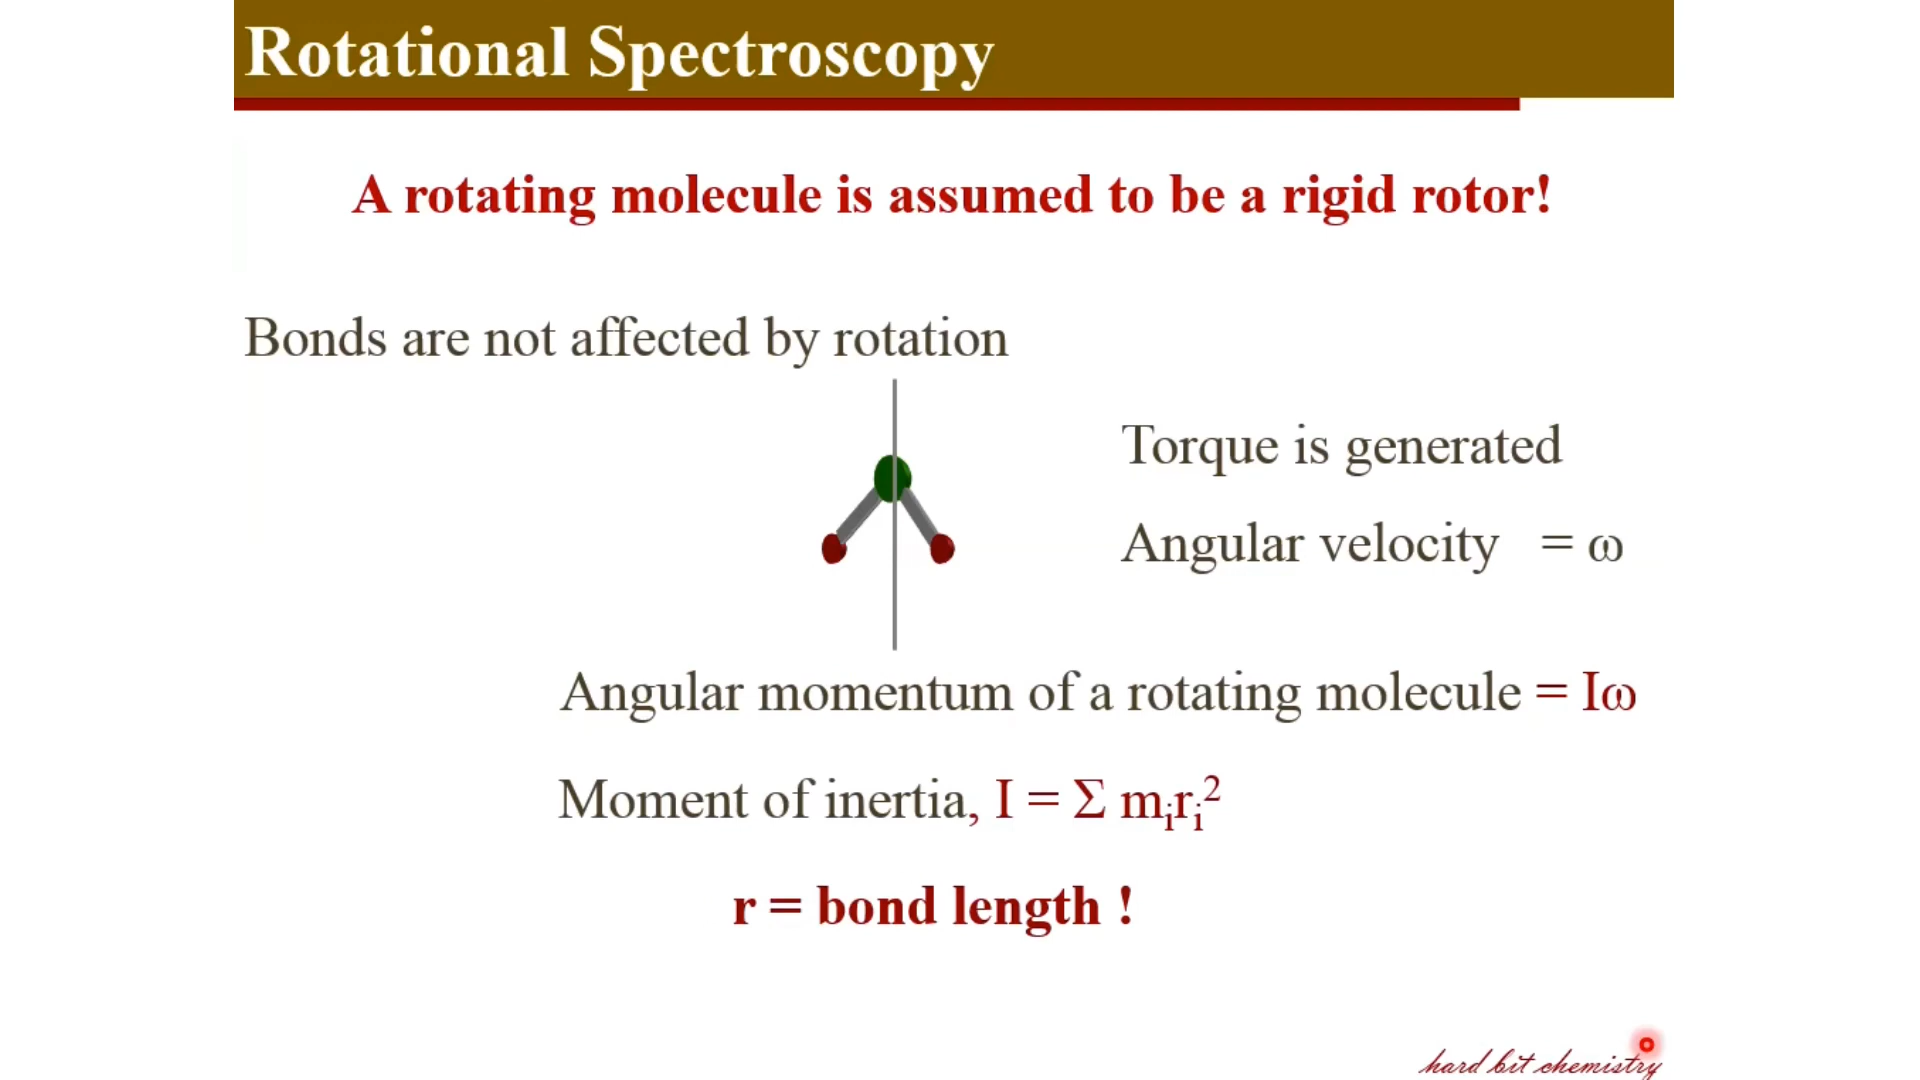 Rotational Spectroscopy
A rotating molecule is assumed to be a rigid rotor!
Bonds are not affected by rotation
Torque is generated
Angular velocity = ω
Angular momentum of a rotating molecule = Iω
Moment of inertia, I = Σ mᵢrᵢ²
r = bond length !
hard bit chemistry